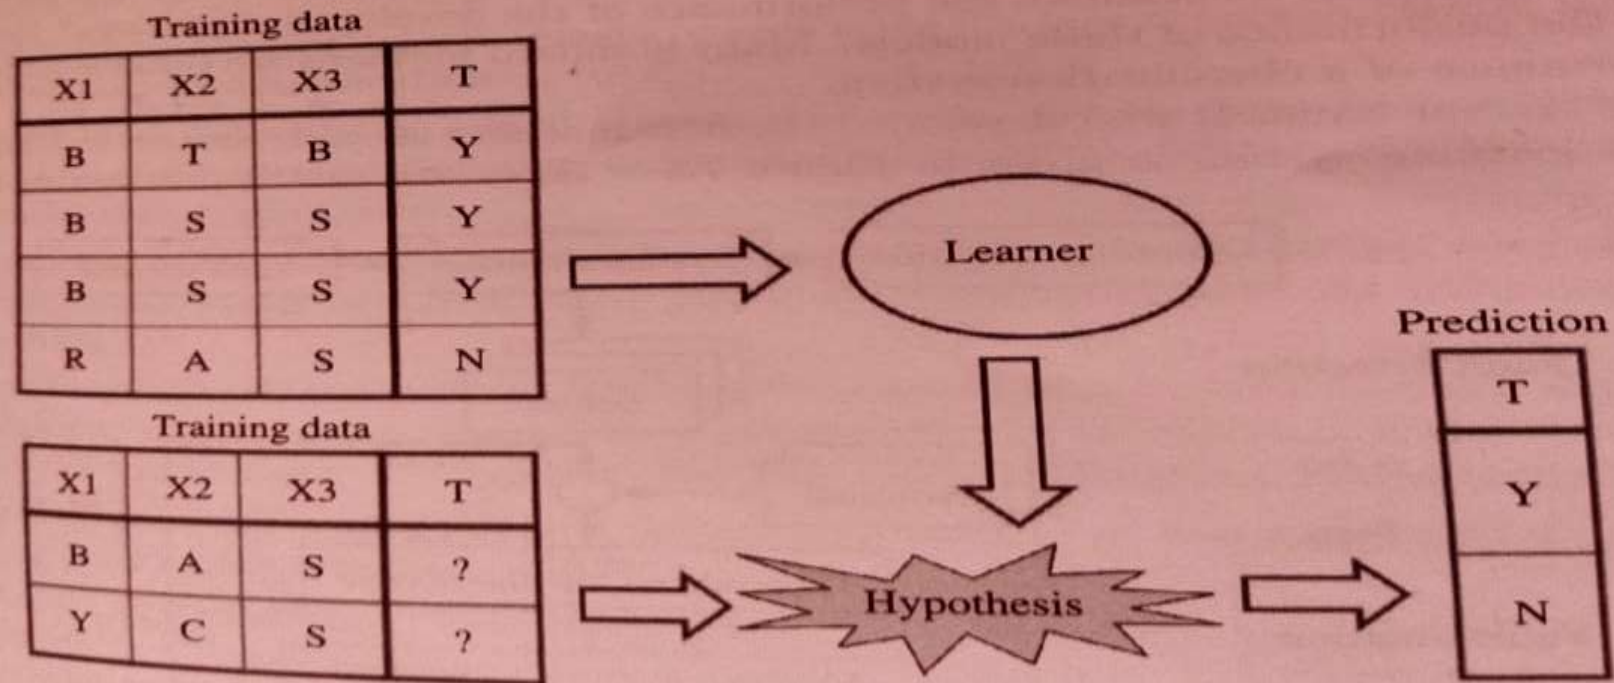 Training data
X1 X2 X3 T
B T B Y
B S S Y
B S S Y
R A S N
Learner
Training data
X1 X2 X3 T
B A S ?
Y C S ?
Hypothesis
Prediction
T
Y
N